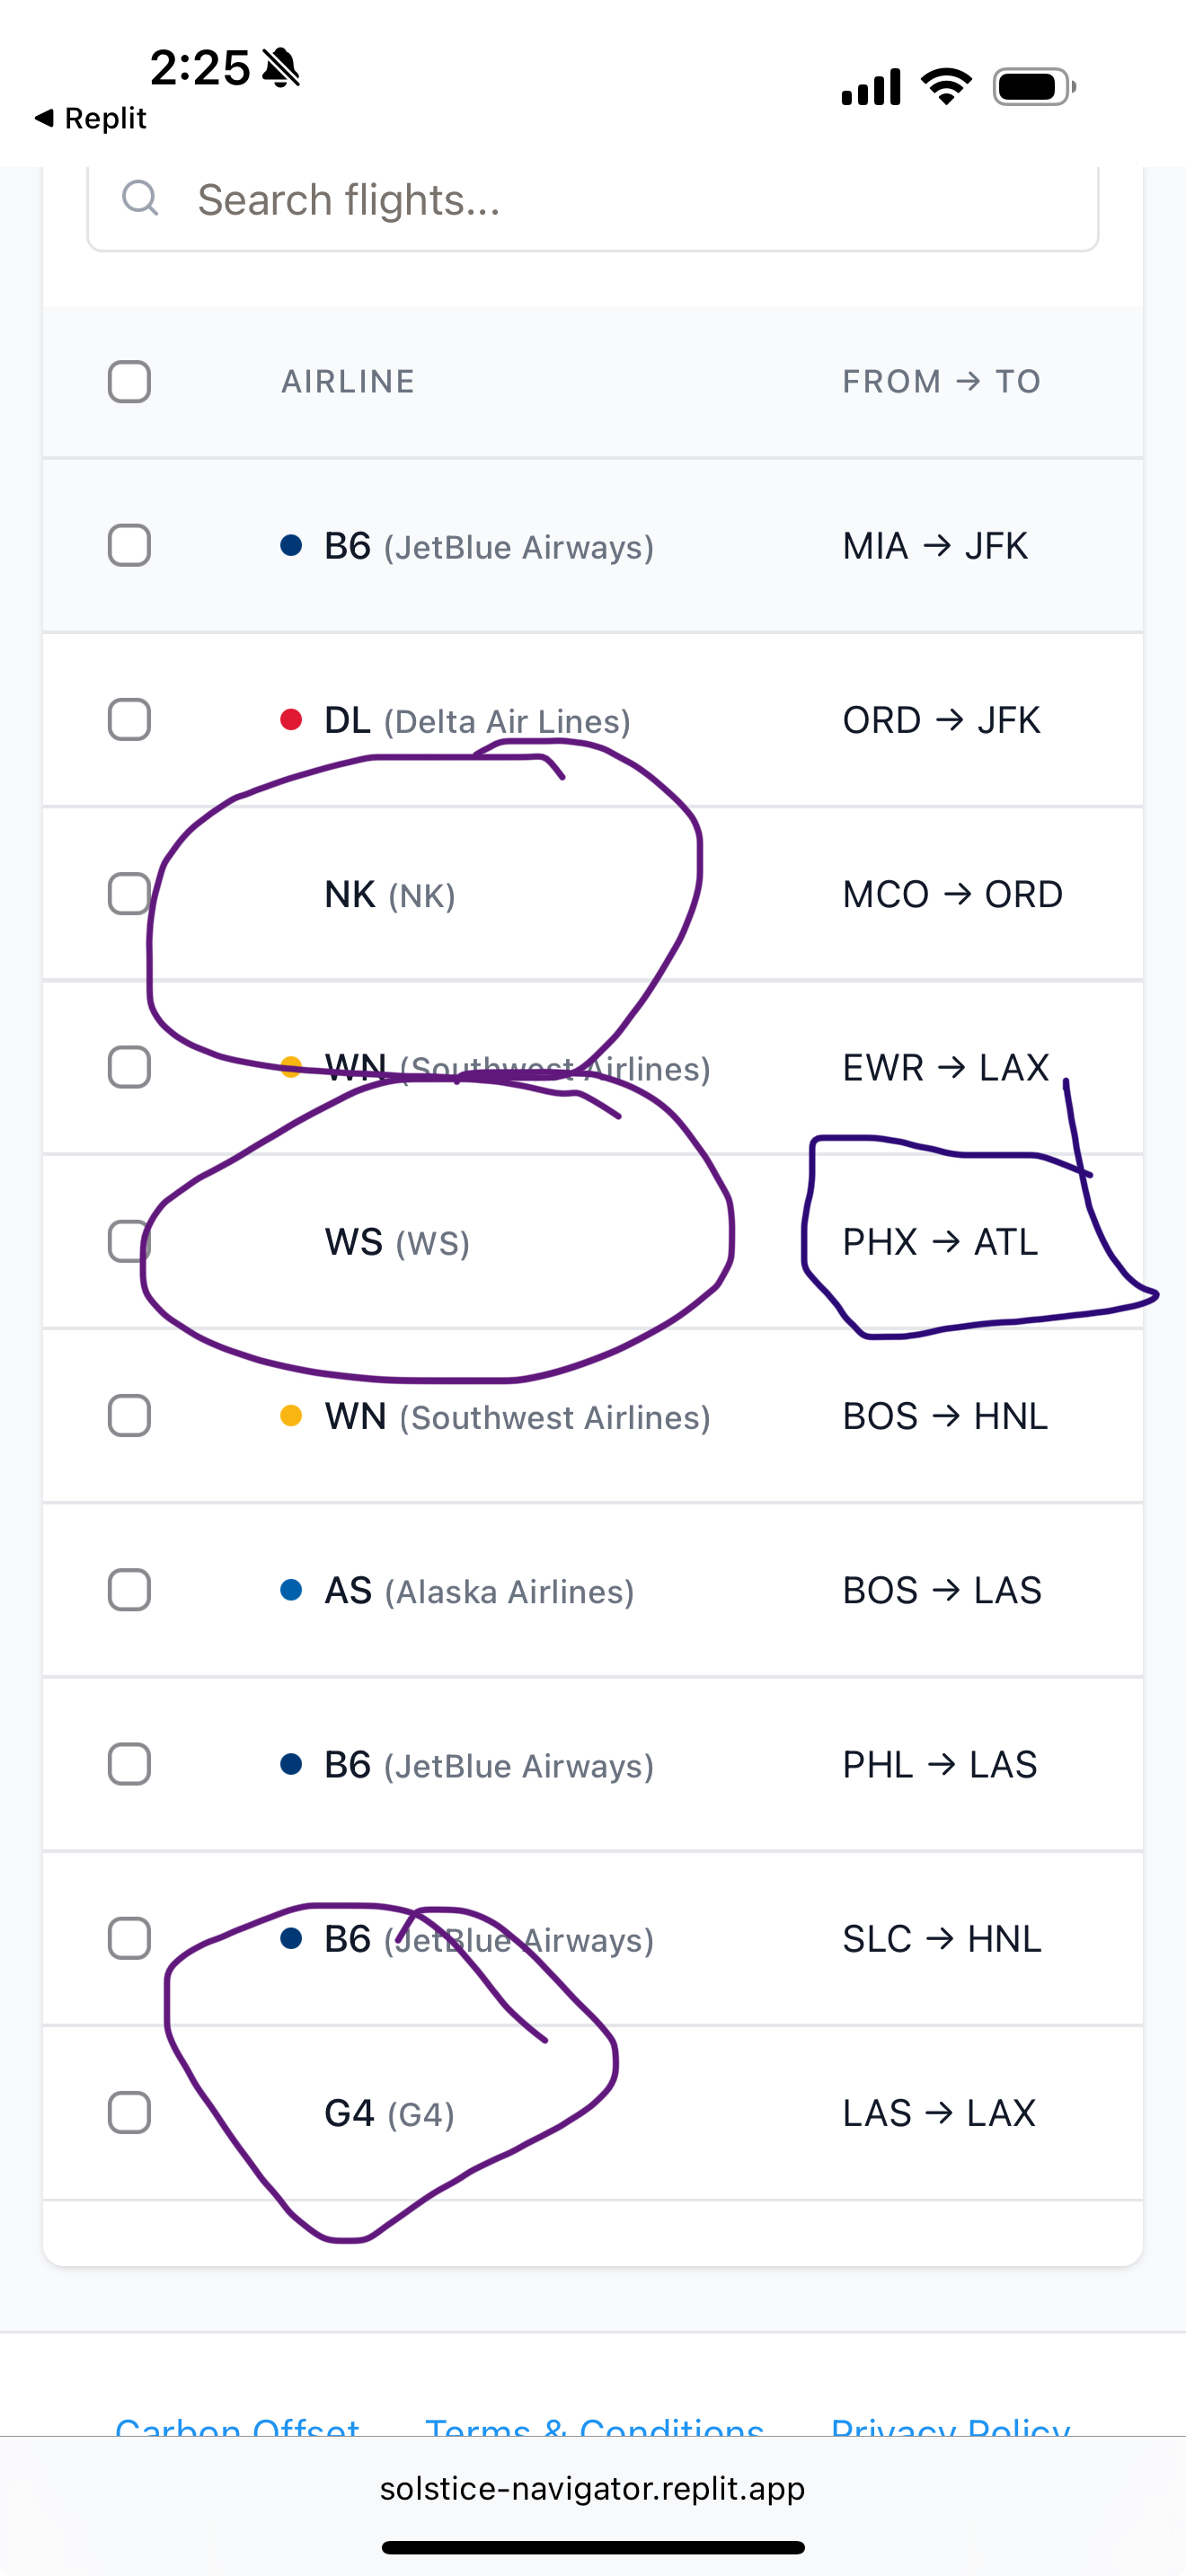 2:25
◀ Replit
Search flights...
AIRLINE FROM → TO
B6 (JetBlue Airways) MIA → JFK
DL (Delta Air Lines) ORD → JFK
NK (NK) MCO → ORD
WN (Southwest Airlines) EWR → LAX
WS (WS) PHX → ATL
WN (Southwest Airlines) BOS → HNL
AS (Alaska Airlines) BOS → LAS
B6 (JetBlue Airways) PHL → LAS
B6 (JetBlue Airways) SLC → HNL
G4 (G4) LAS → LAX
Carbon Offset Terms & Conditions Privacy Policy
solstice-navigator.replit.app